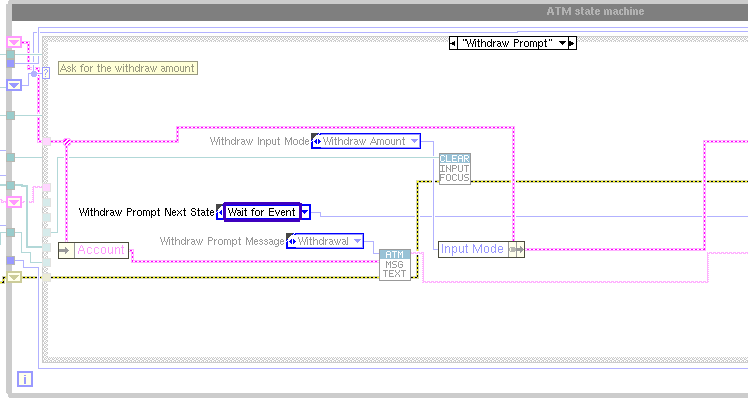 ATM state machine
"Withdraw Prompt"
?
Ask for the withdraw amount
Withdraw Input Mode Withdraw Amount
CLEAR
INPUT
FOCUS
Withdraw Prompt Next State Wait for Event
Withdraw Prompt Message Withdrawal
Account
Input Mode
ATM
MSG
TEXT
i